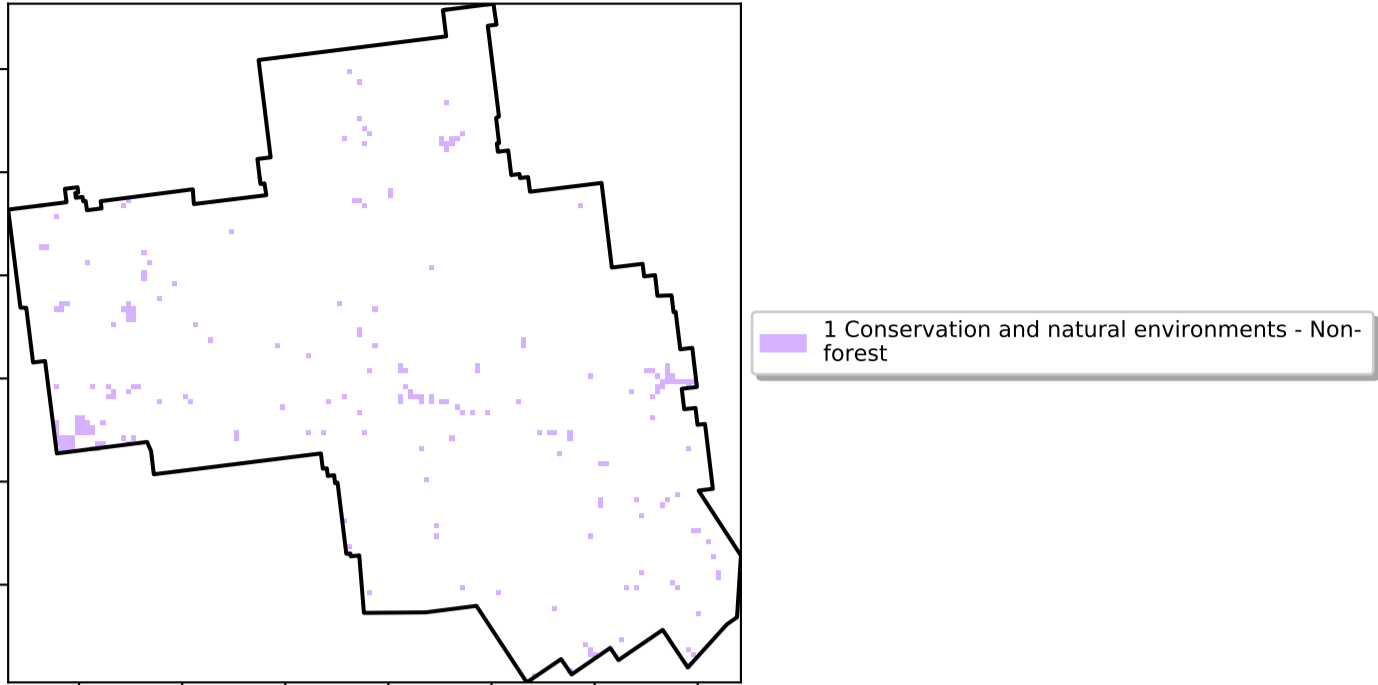 1 Conservation and natural environments - Non-
forest